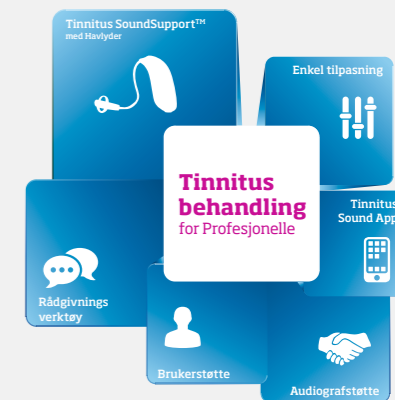 Tinnitus SoundSupport™
med Havlyder
Enkel tilpasning
Tinnitus
behandling
for Profesjonelle
Tinnitus
Sound App
Rådgivnings
verktøy
Brukerstøtte
Audiografstøtte